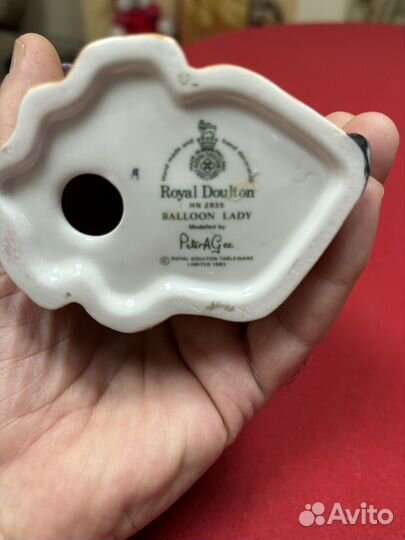 Hand made and hand decorated
Royal Doulton
HN 2935
BALLOON LADY
Modelled by
Peter A Gee
© ROYAL DOULTON TABLEWARE
LIMITED 1983
Avito